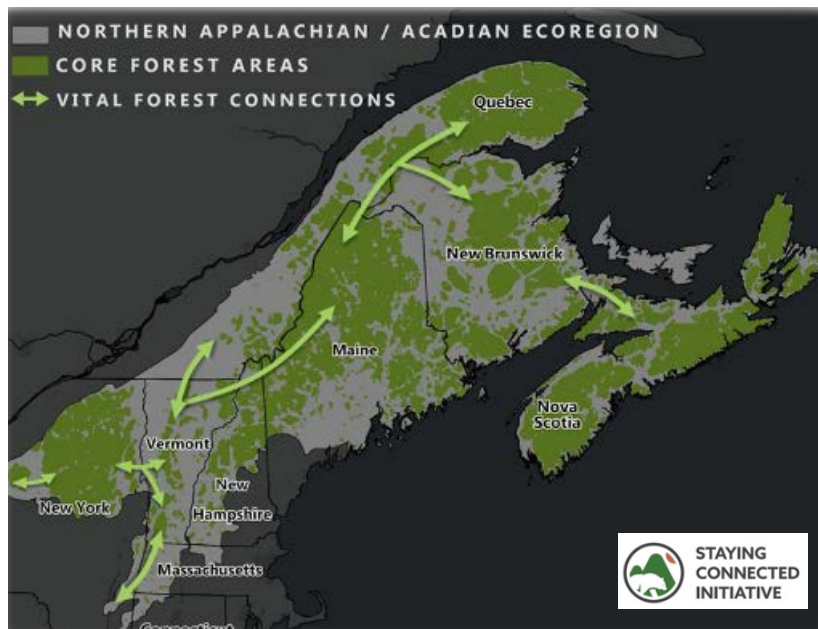 NORTHERN APPALACHIAN / ACADIAN ECOREGION
CORE FOREST AREAS
VITAL FOREST CONNECTIONS
Quebec
New Brunswick
Maine
Nova
Scotia
Vermont
New
Hampshire
New York
Massachusetts
Connecticut
STAYING
CONNECTED
INITIATIVE